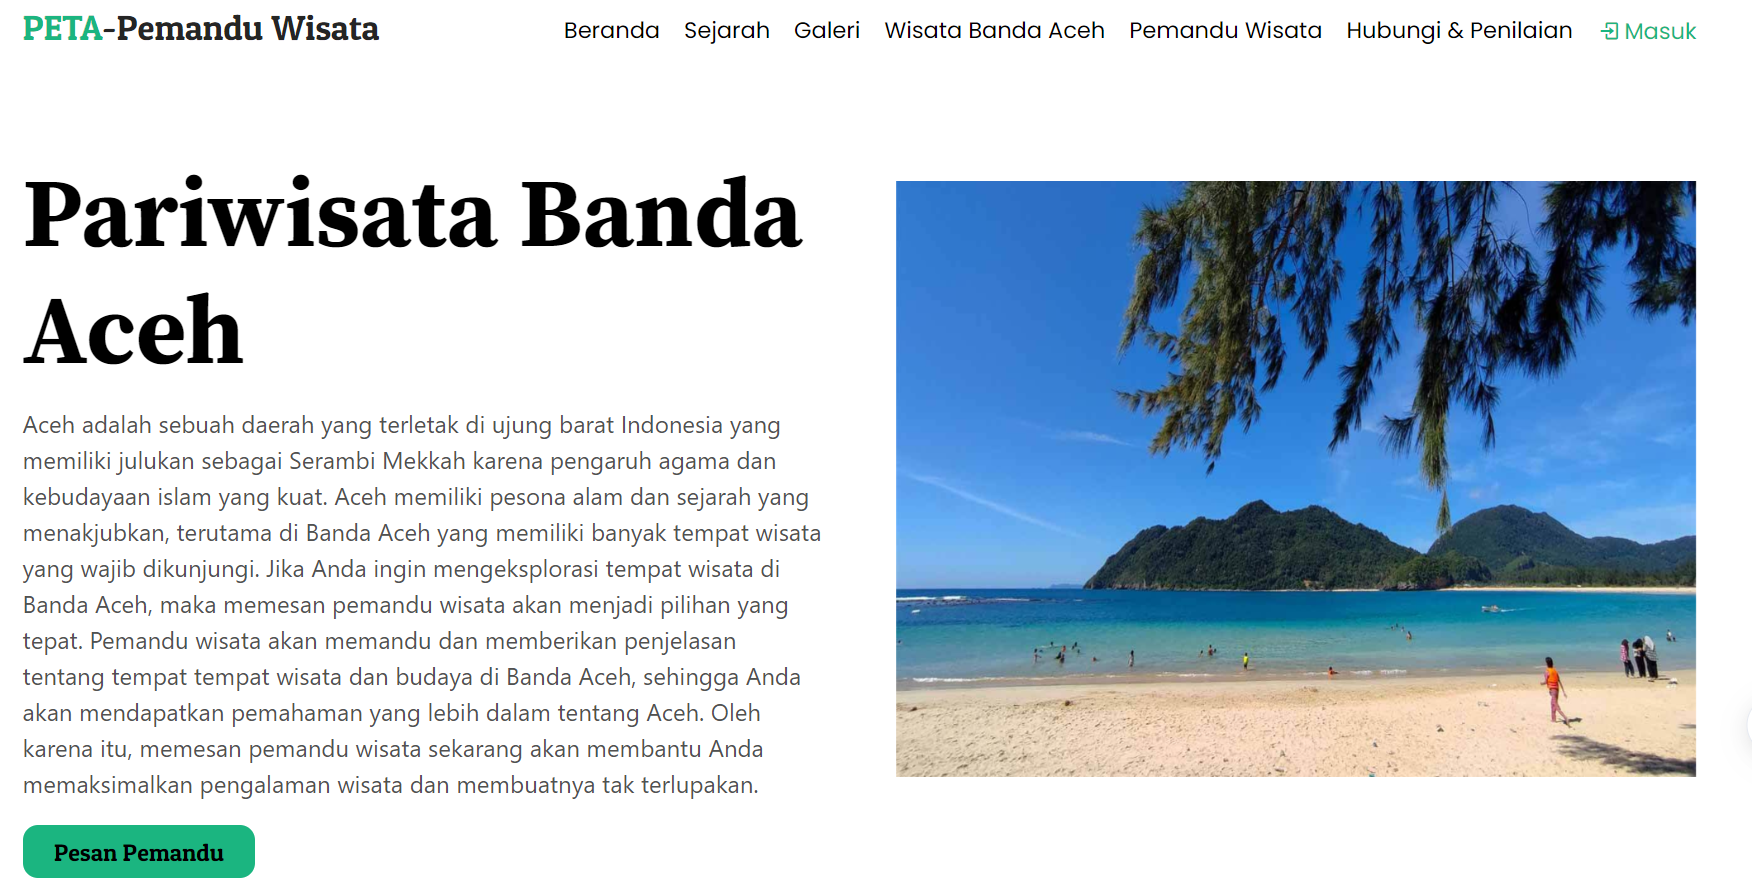 PETA-Pemandu Wisata
Beranda Sejarah Galeri Wisata Banda Aceh Pemandu Wisata Hubungi & Penilaian Masuk
Pariwisata Banda
Aceh
Aceh adalah sebuah daerah yang terletak di ujung barat Indonesia yang
memiliki julukan sebagai Serambi Mekkah karena pengaruh agama dan
kebudayaan islam yang kuat. Aceh memiliki pesona alam dan sejarah yang
menakjubkan, terutama di Banda Aceh yang memiliki banyak tempat wisata
yang wajib dikunjungi. Jika Anda ingin mengeksplorasi tempat wisata di
Banda Aceh, maka memesan pemandu wisata akan menjadi pilihan yang
tepat. Pemandu wisata akan memandu dan memberikan penjelasan
tentang tempat tempat wisata dan budaya di Banda Aceh, sehingga Anda
akan mendapatkan pemahaman yang lebih dalam tentang Aceh. Oleh
karena itu, memesan pemandu wisata sekarang akan membantu Anda
memaksimalkan pengalaman wisata dan membuatnya tak terlupakan.
Pesan Pemandu